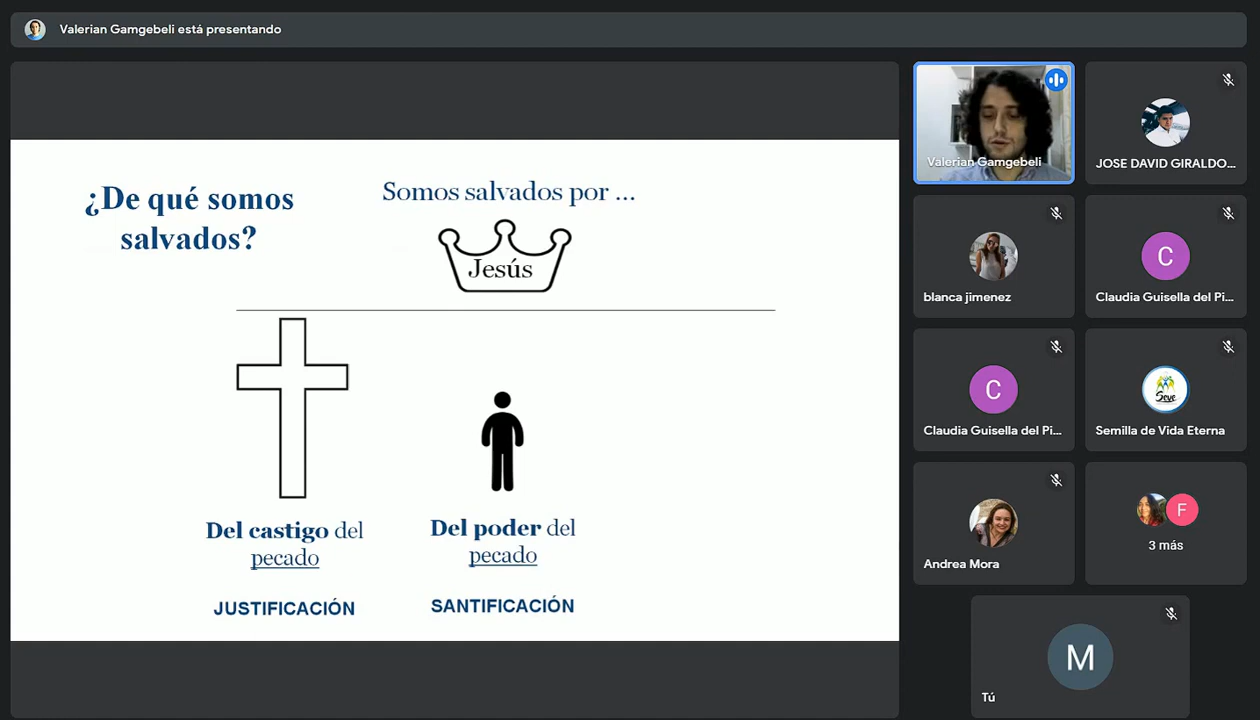 Valerian Gamgebeli está presentando
¿De qué somos
salvados?
Somos salvados por ...
Jesús
Del castigo del
pecado
JUSTIFICACIÓN
Del poder del
pecado
SANTIFICACIÓN
Valerian Gamgebeli
JOSE DAVID GIRALDO...
blanca jimenez
C
Claudia Guisella del Pi...
C
Claudia Guisella del Pi...
Seve
Semilla de Vida Eterna
Andrea Mora
F
3 más
M
Tú